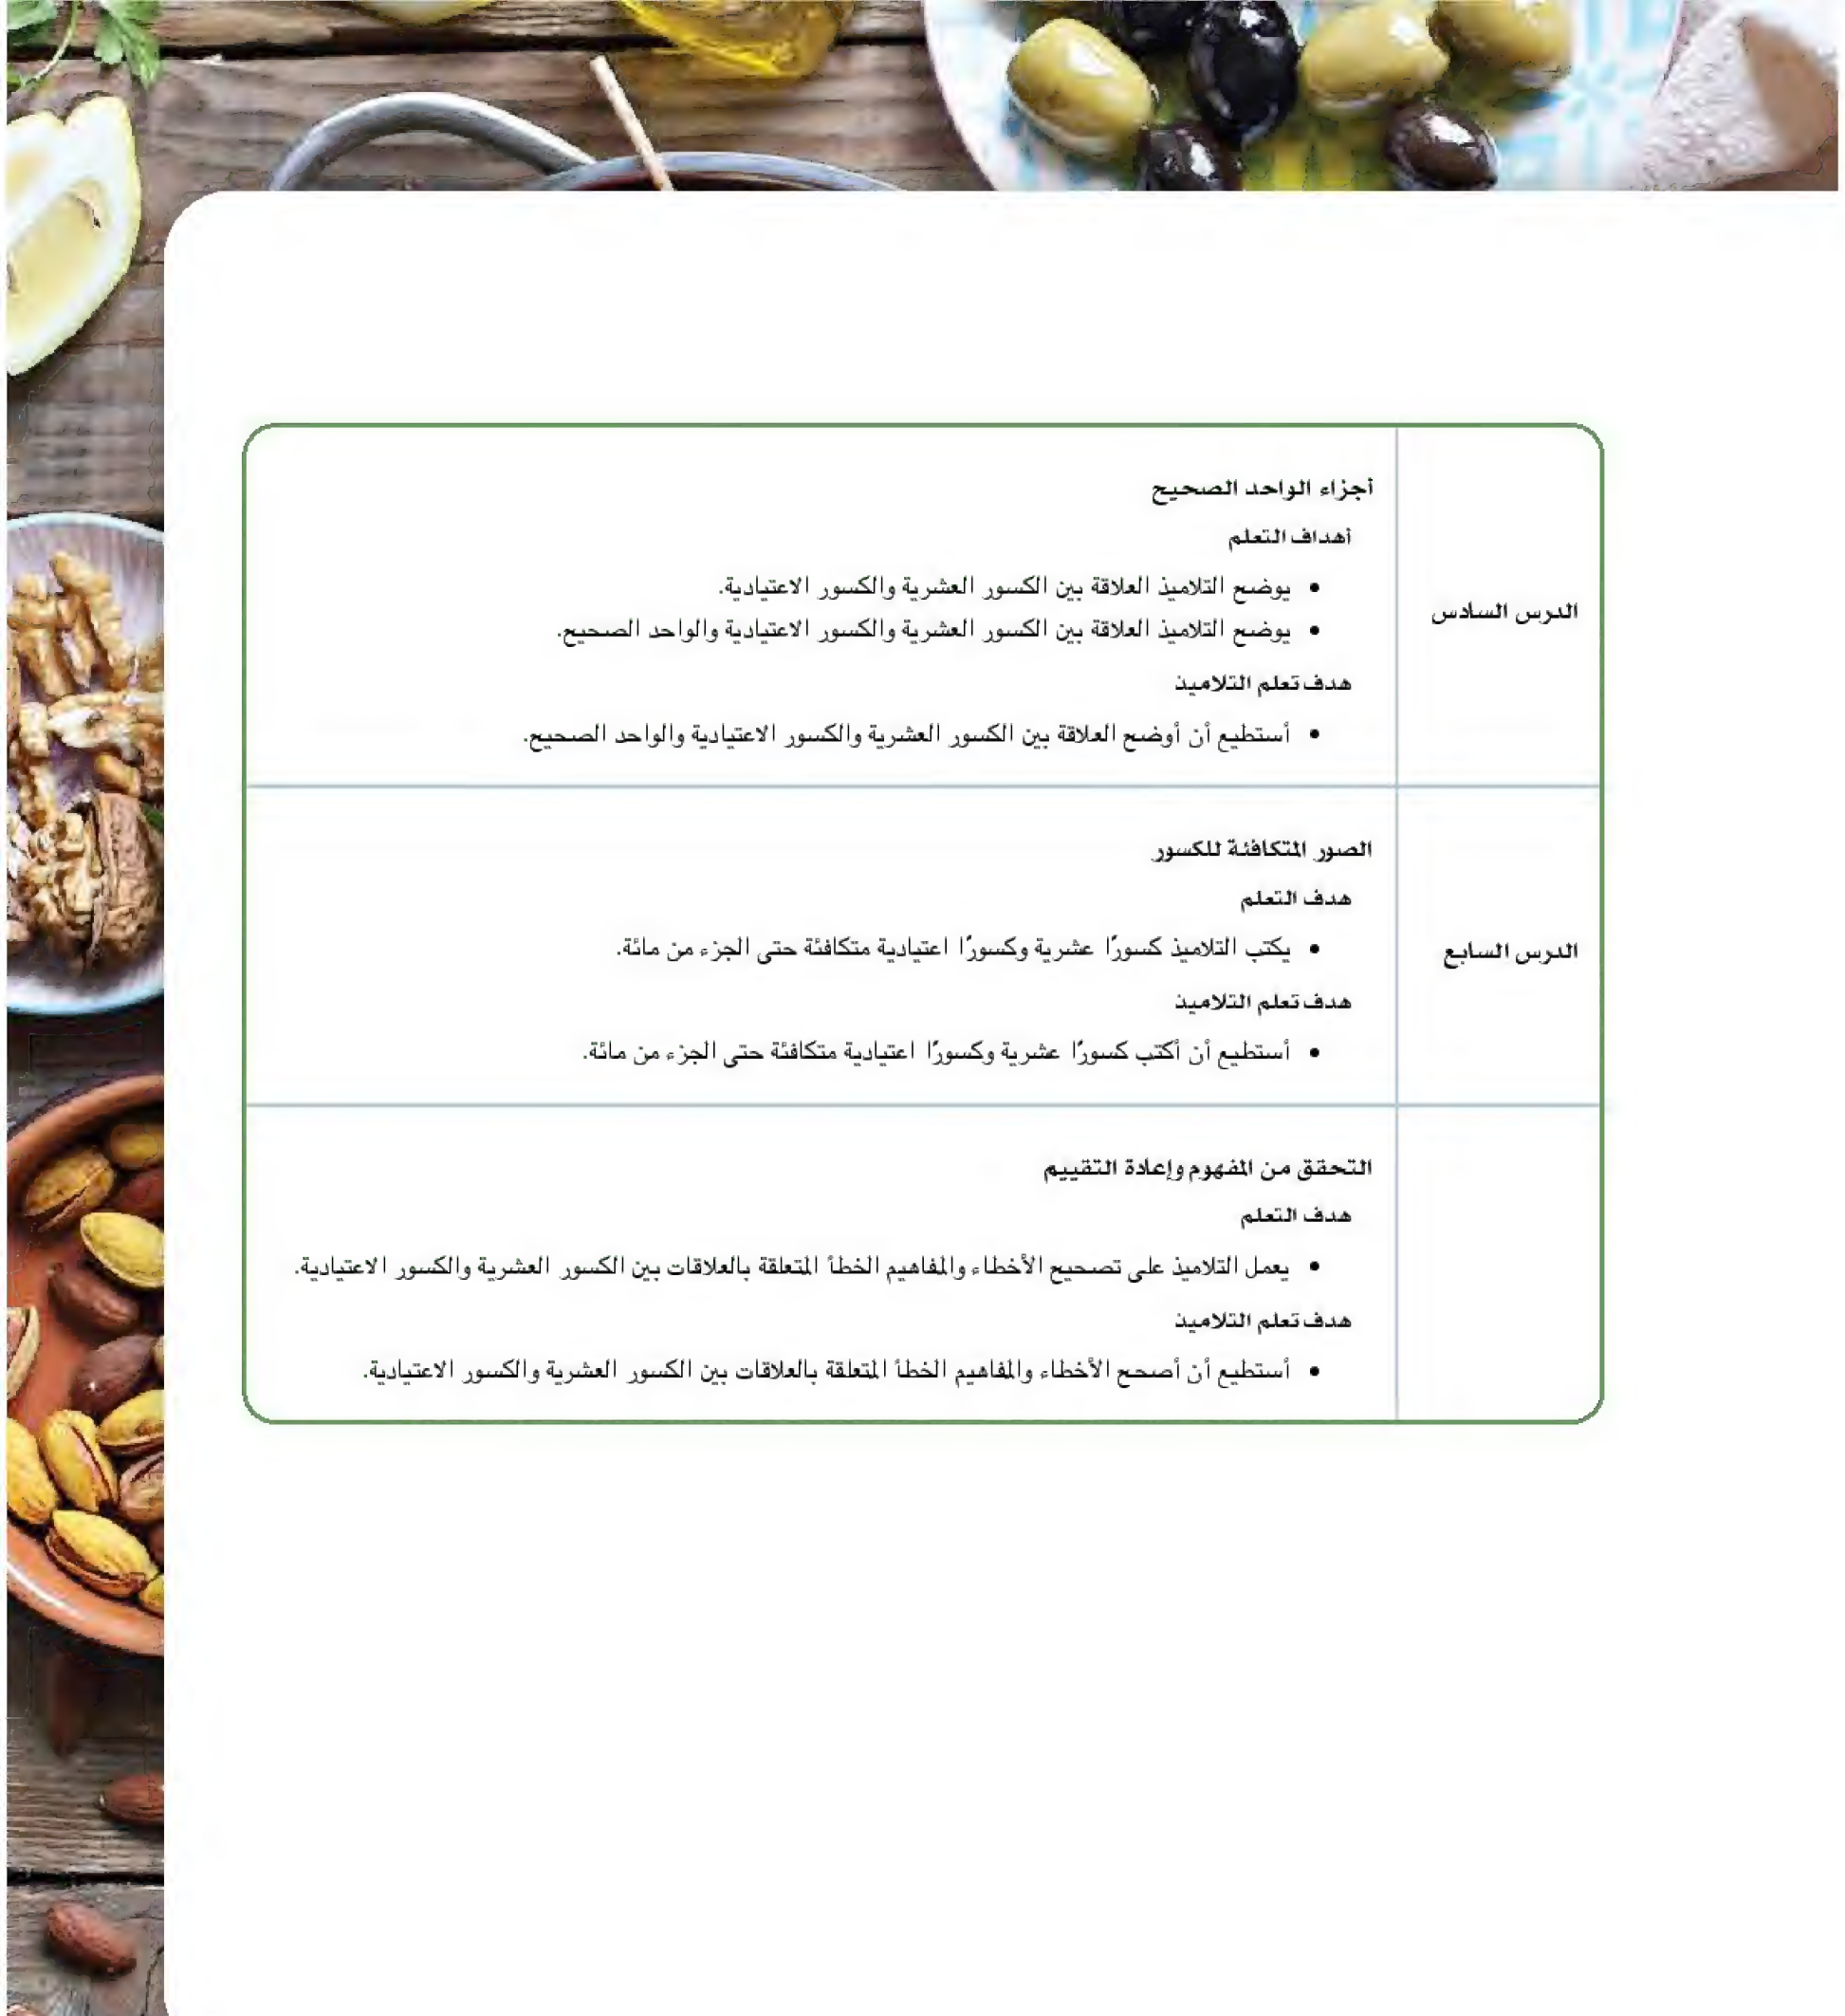 أجزاء الواحد الصحيح
أهداف التعلم
• يوضح التلاميذ العلاقة بين الكسور العشرية والكسور الاعتيادية.
الدرس السادس
• يوضح التلاميذ العلاقة بين الكسور العشرية والكسور الاعتيادية والواحد الصحيح.
هدف تعلم التلاميذ
• أستطيع أن أوضح العلاقة بين الكسور العشرية والكسور الاعتيادية والواحد الصحيح.
الصور المتكافئة للكسور
هدف التعلم
الدرس السابع
• يكتب التلاميذ كسورًا عشرية وكسورًا اعتيادية متكافئة حتى الجزء من مائة.
هدف تعلم التلاميذ
• أستطيع أن أكتب كسورًا عشرية وكسورًا اعتيادية متكافئة حتى الجزء من مائة.
التحقق من المفهوم وإعادة التقييم
هدف التعلم
• يعمل التلاميذ على تصحيح الأخطاء والمفاهيم الخطأ المتعلقة بالعلاقات بين الكسور العشرية والكسور الاعتيادية.
هدف تعلم التلاميذ
• أستطيع أن أصحح الأخطاء والمفاهيم الخطأ المتعلقة بالعلاقات بين الكسور العشرية والكسور الاعتيادية.